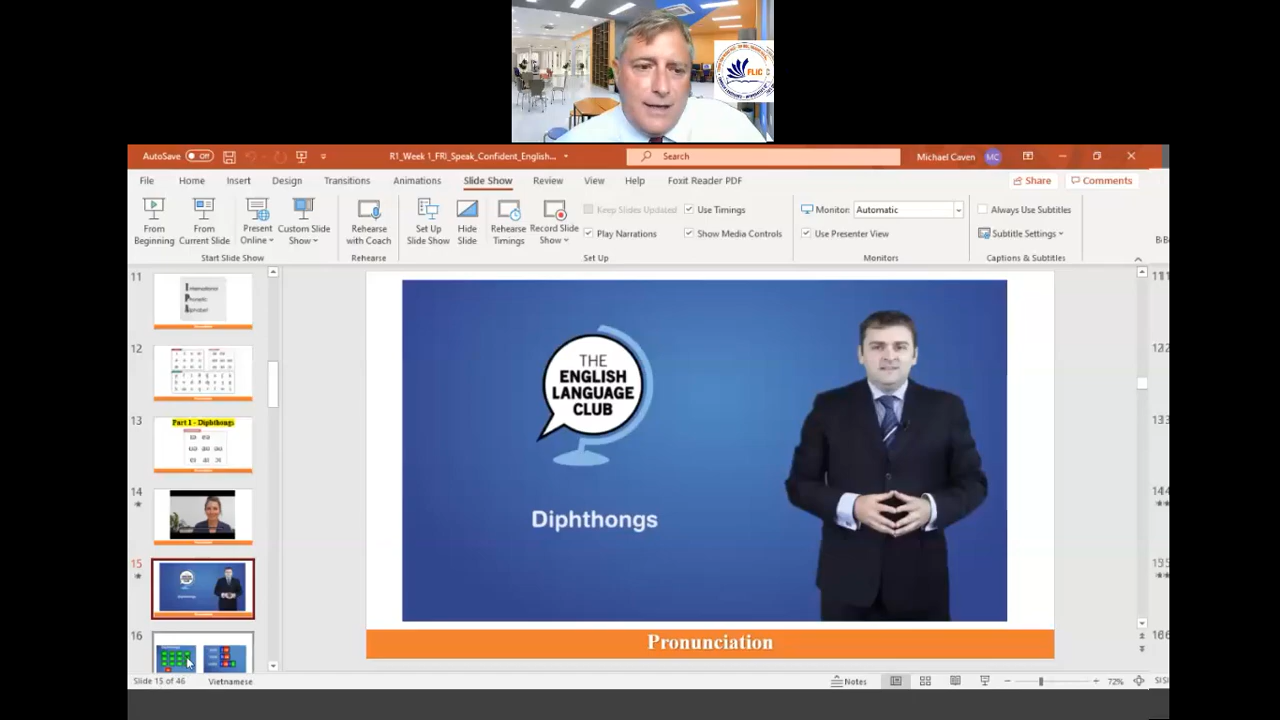 FLIC
AutoSave
Off
R1_Week 1_FRI_Speak_Confident_English...
Search
Michael Caven
MC
File Home Insert Design Transitions Animations Slide Show Review View Help Foxit Reader PDF
Share
Comments
From Beginning
From Current Slide
Present Online
Custom Slide Show
Rehearse with Coach
Set Up Slide Show
Hide Slide
Rehearse Timings
Record Slide Show
Keep Slides Updated
Use Timings
Play Narrations
Show Media Controls
Monitor: Automatic
Use Presenter View
Always Use Subtitles
Subtitle Settings
Start Slide Show
Rehearse
Set Up
Monitors
Captions & Subtitles
11
International
Phonetic
Alphabet
12
13
Part 1 - Diphthongs
14
15
16
THE
ENGLISH
LANGUAGE
CLUB
Diphthongs
Pronunciation
Slide 15 of 46
Vietnamese
Notes
72%